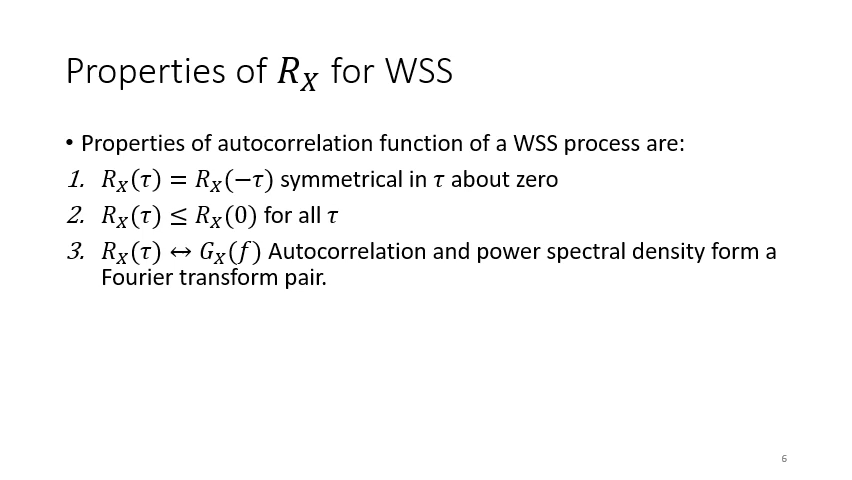 Properties of 𝑅𝑋 for WSS
• Properties of autocorrelation function of a WSS process are:
1. 𝑅𝑋(𝜏) = 𝑅𝑋(−𝜏) symmetrical in 𝜏 about zero
2. 𝑅𝑋(𝜏) ≤ 𝑅𝑋(0) for all 𝜏
3. 𝑅𝑋(𝜏) ↔ 𝐺𝑋(𝑓) Autocorrelation and power spectral density form a
Fourier transform pair.
6